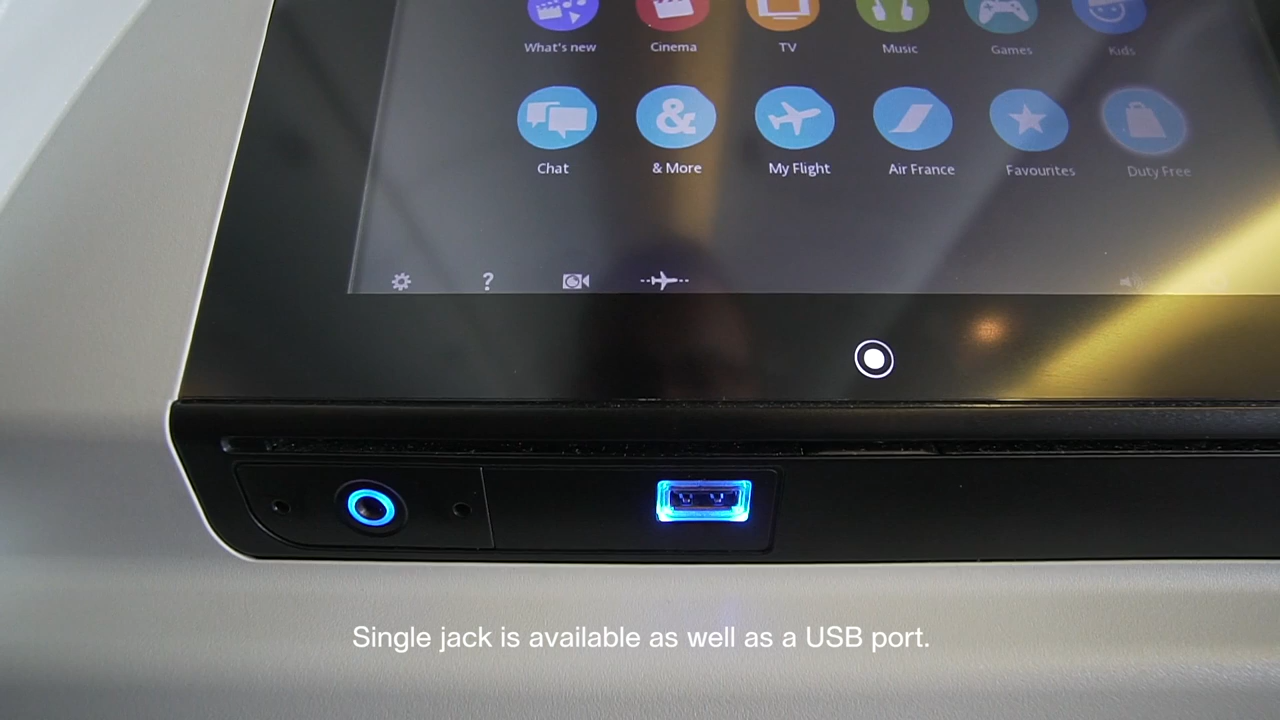 What's new Cinema TV Music Games Kids
Chat & More My Flight Air France Favourites Duty Free
?
Single jack is available as well as a USB port.